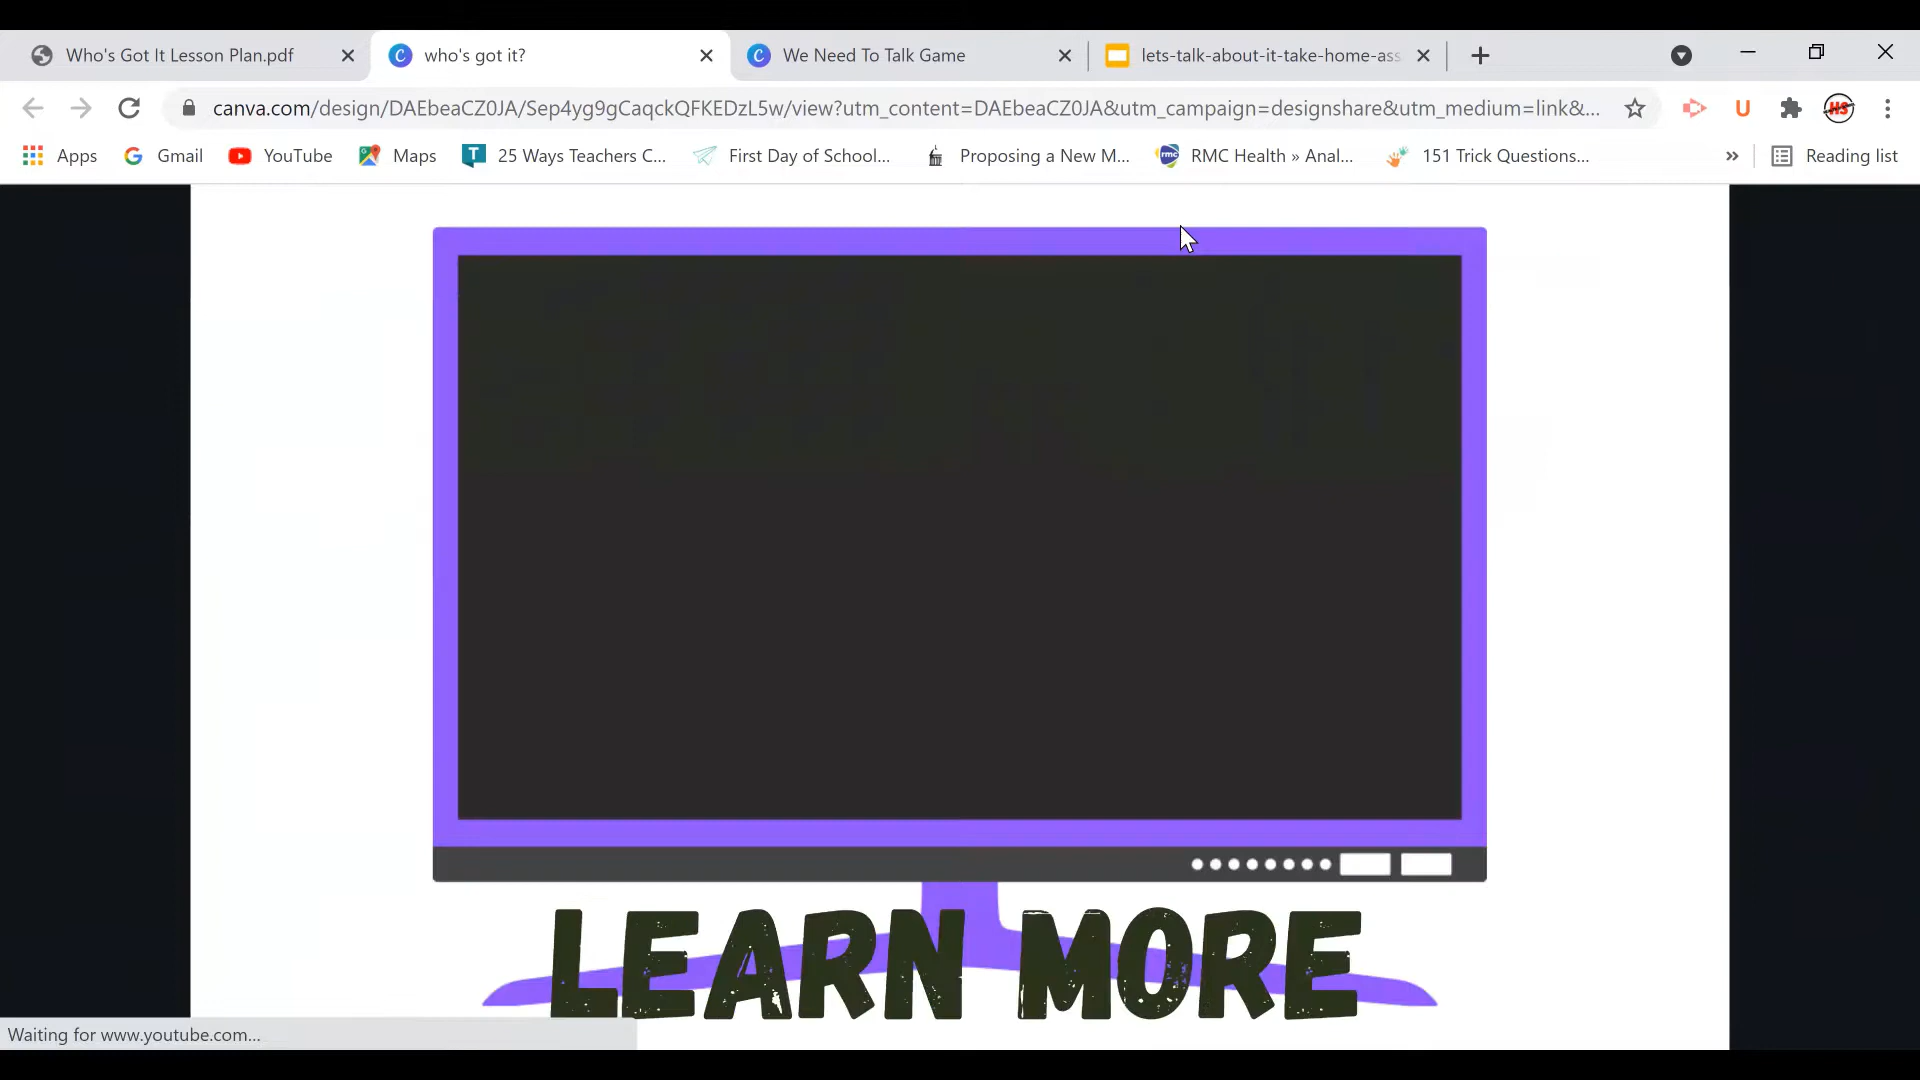 Who's Got It Lesson Plan.pdf
who's got it?
We Need To Talk Game
lets-talk-about-it-take-home-ass
canva.com/design/DAEbeaCZ0JA/Sep4yg9gCaqckQFKEDzL5w/view?utm_content=DAEbeaCZ0JA&utm_campaign=designshare&utm_medium=link&...
U
HS
Apps
Gmail
YouTube
Maps
25 Ways Teachers C...
First Day of School...
Proposing a New M...
RMC Health » Anal...
151 Trick Questions...
»
Reading list
LEARN MORE
Waiting for www.youtube.com...